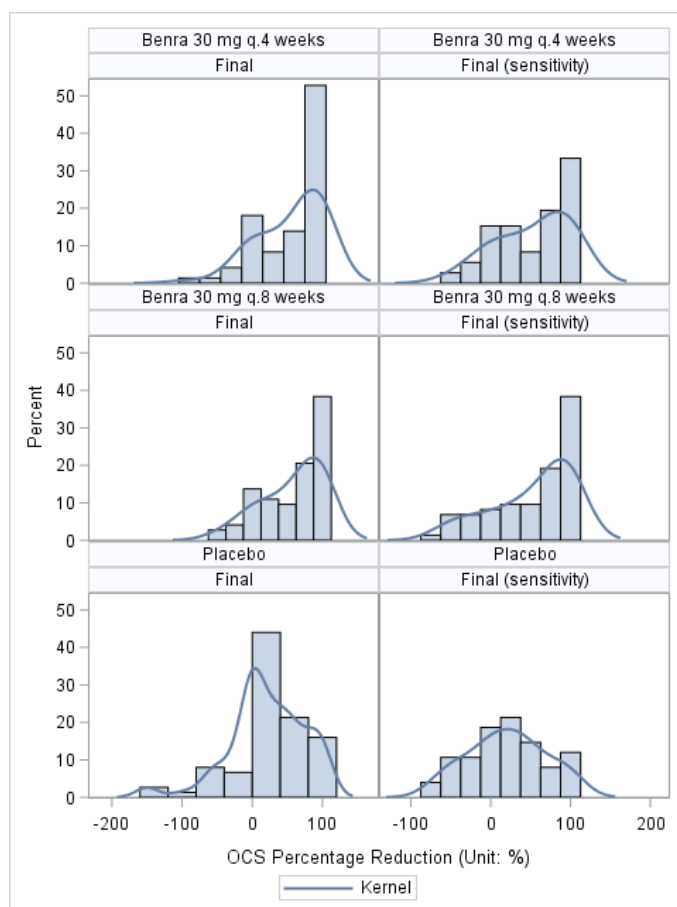 Benra 30 mg q.4 weeks
Benra 30 mg q.4 weeks
Final
Final (sensitivity)
50
40
30
20
10
0
Benra 30 mg q.8 weeks
Benra 30 mg q.8 weeks
Final
Final (sensitivity)
50
40
30
20
10
0
Percent
Placebo
Placebo
Final
Final (sensitivity)
50
40
30
20
10
0
-200 -100 0 100
-100 0 100 200
OCS Percentage Reduction (Unit: %)
Kernel